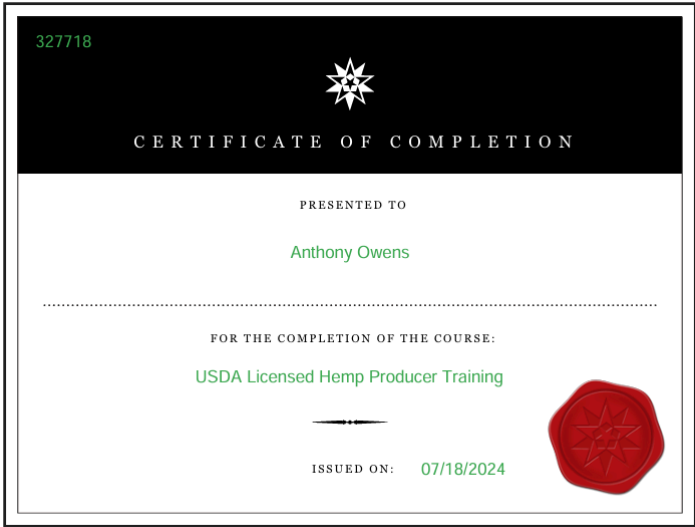 327718
CERTIFICATE OF COMPLETION
PRESENTED TO
Anthony Owens
FOR THE COMPLETION OF THE COURSE:
USDA Licensed Hemp Producer Training
ISSUED ON: 07/18/2024